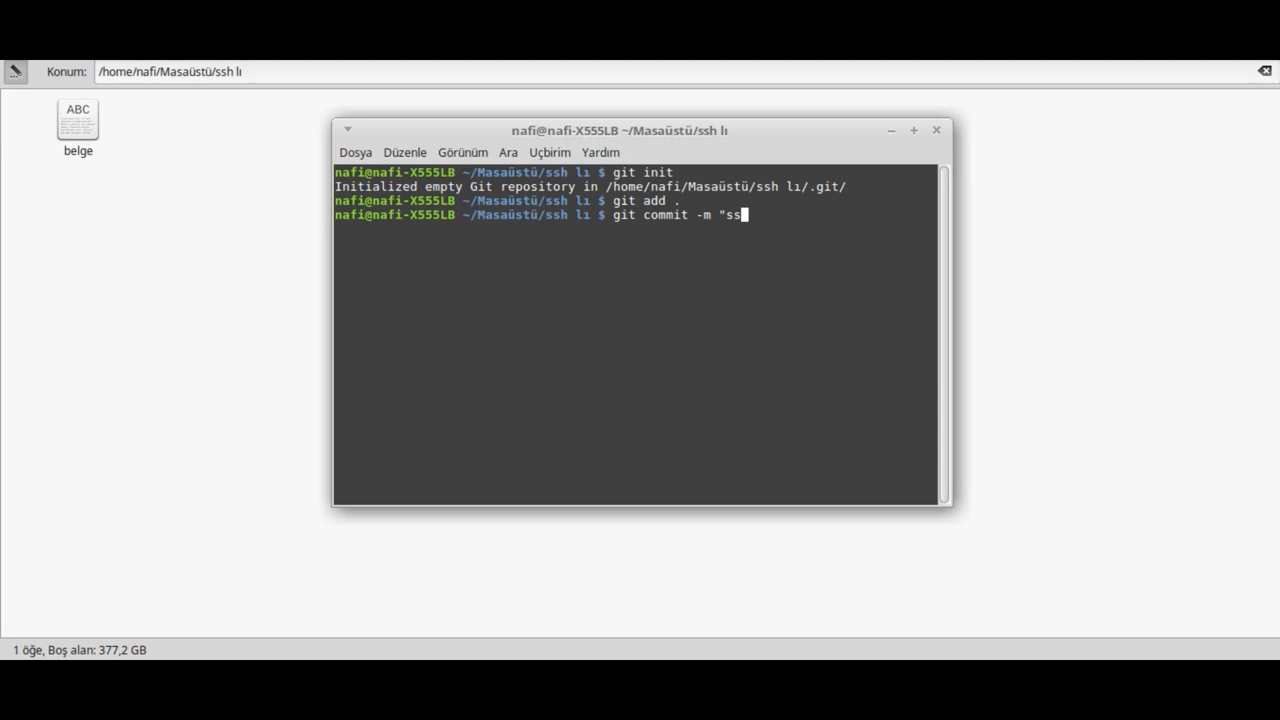 Konum: /home/nafi/Masaüstü/ssh lı
ABC
belge
nafi@nafi-X555LB ~/Masaüstü/ssh lı
Dosya Düzenle Görünüm Ara Uçbirim Yardım
nafi@nafi-X555LB ~/Masaüstü/ssh lı $ git init
Initialized empty Git repository in /home/nafi/Masaüstü/ssh lı/.git/
nafi@nafi-X555LB ~/Masaüstü/ssh lı $ git add .
nafi@nafi-X555LB ~/Masaüstü/ssh lı $ git commit -m "ss
1 öğe, Boş alan: 377,2 GB